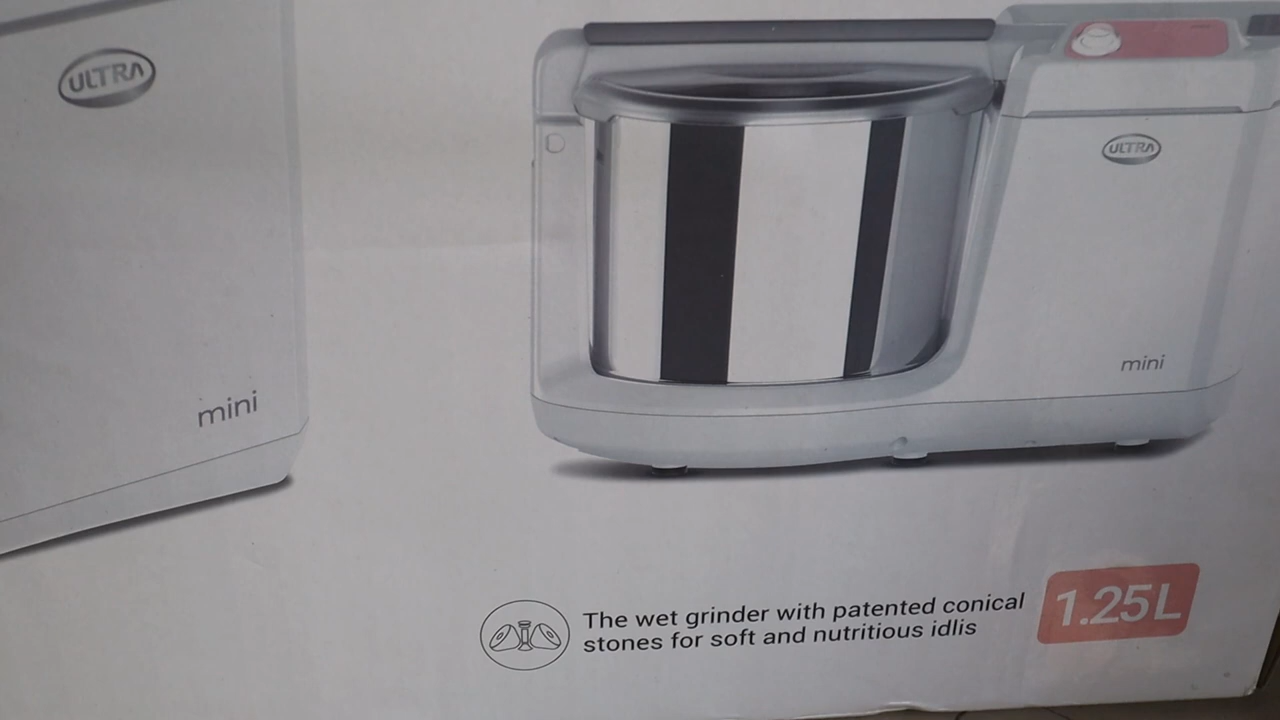 ULTRA
mini
ULTRA
mini
The wet grinder with patented conical
stones for soft and nutritious idlis
1.25L